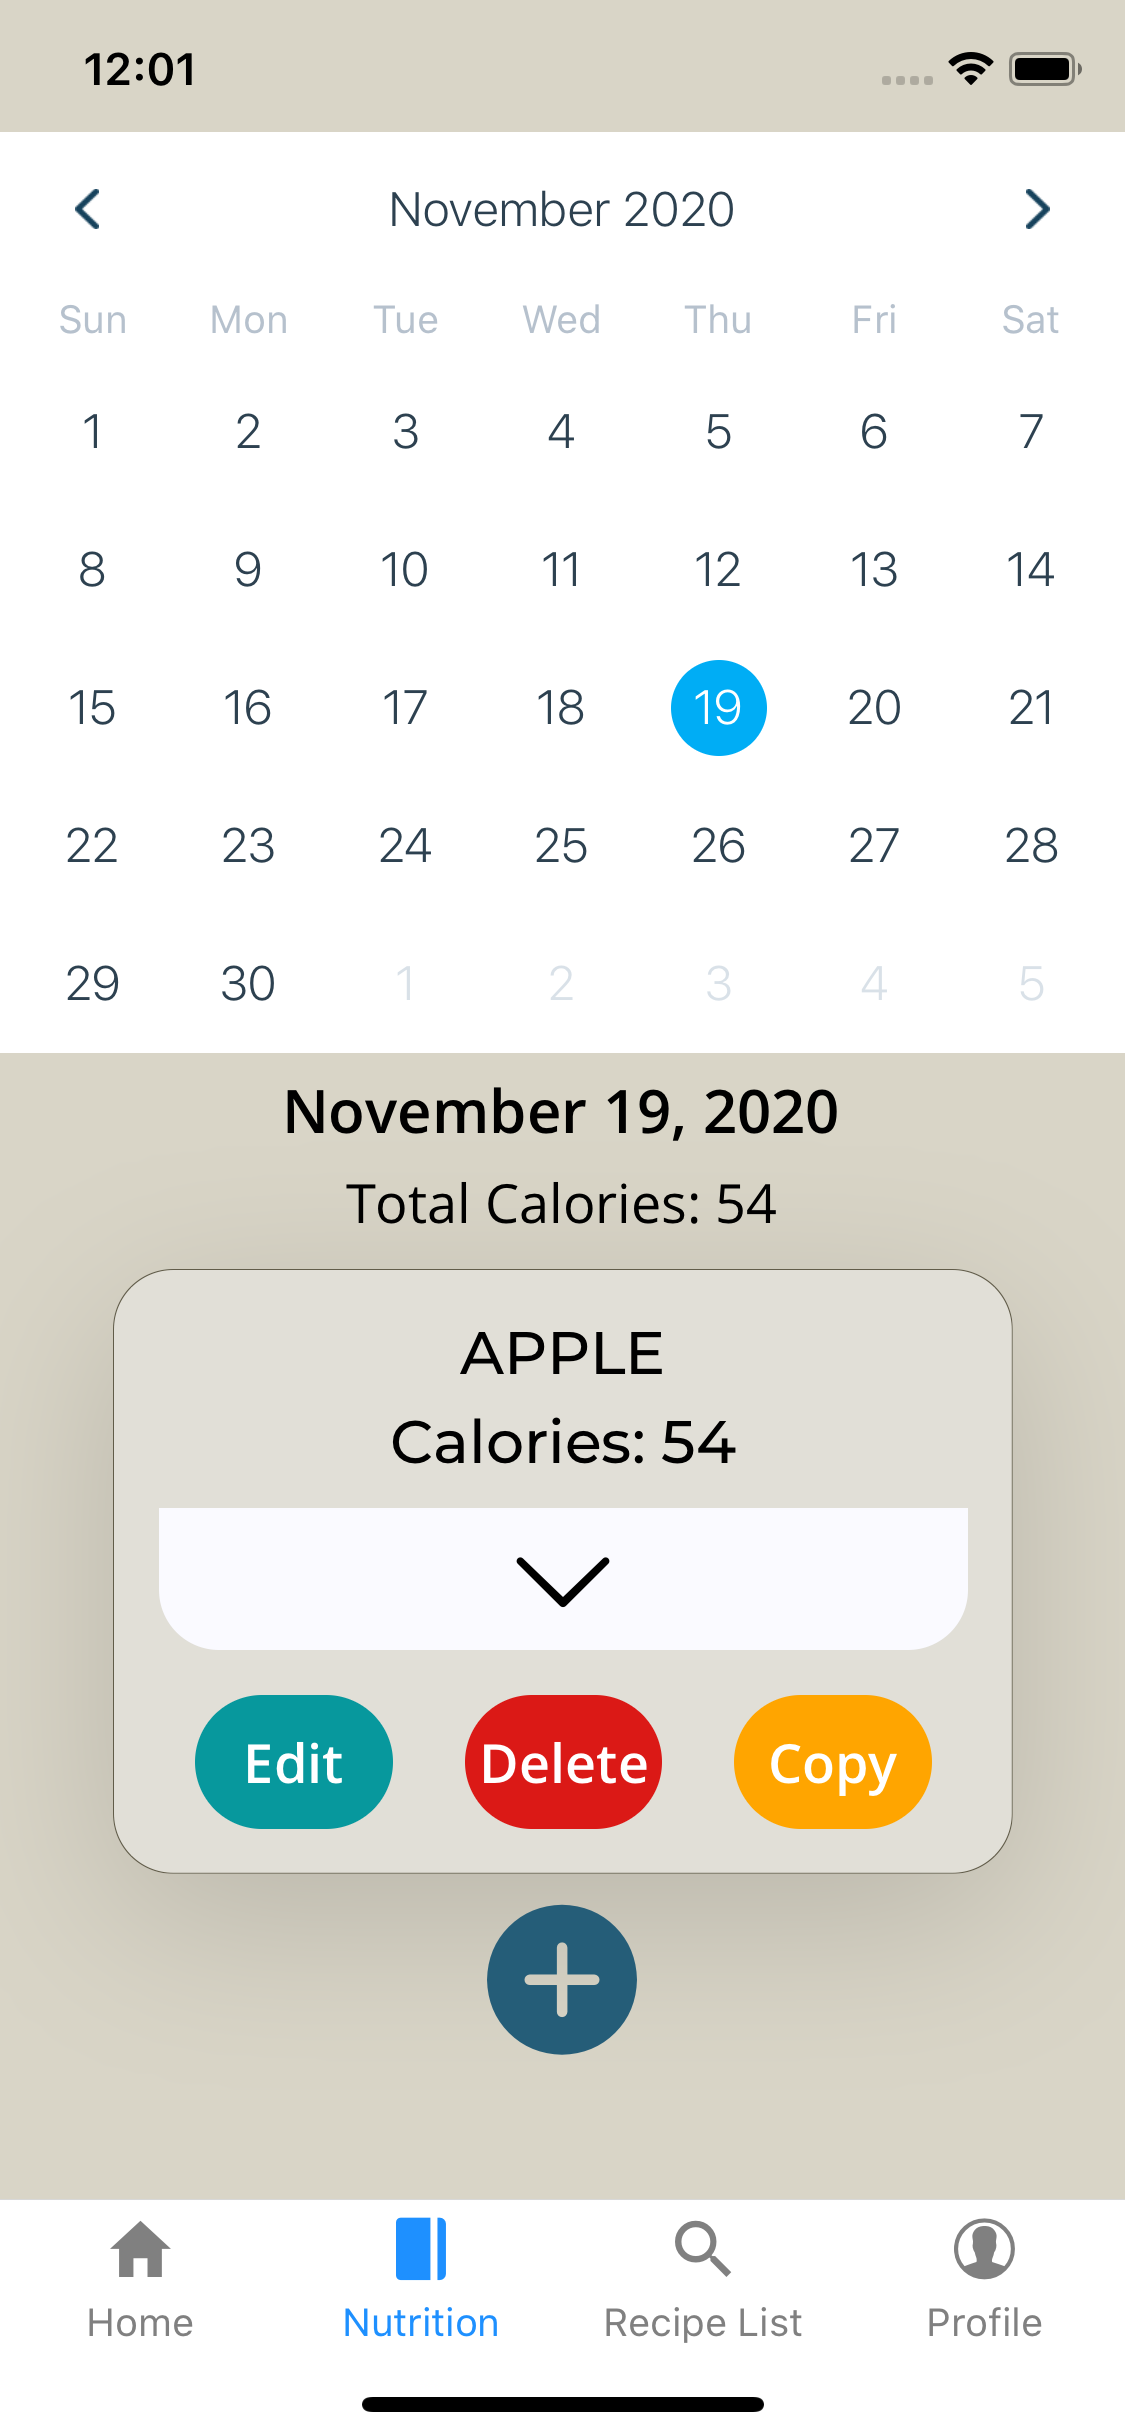 12:01
November 2020
Sun Mon Tue Wed Thu Fri Sat
1 2 3 4 5 6 7
8 9 10 11 12 13 14
15 16 17 18 19 20 21
22 23 24 25 26 27 28
29 30 1 2 3 4 5
November 19, 2020
Total Calories: 54
APPLE
Calories: 54
Edit Delete Copy
Home Nutrition Recipe List Profile